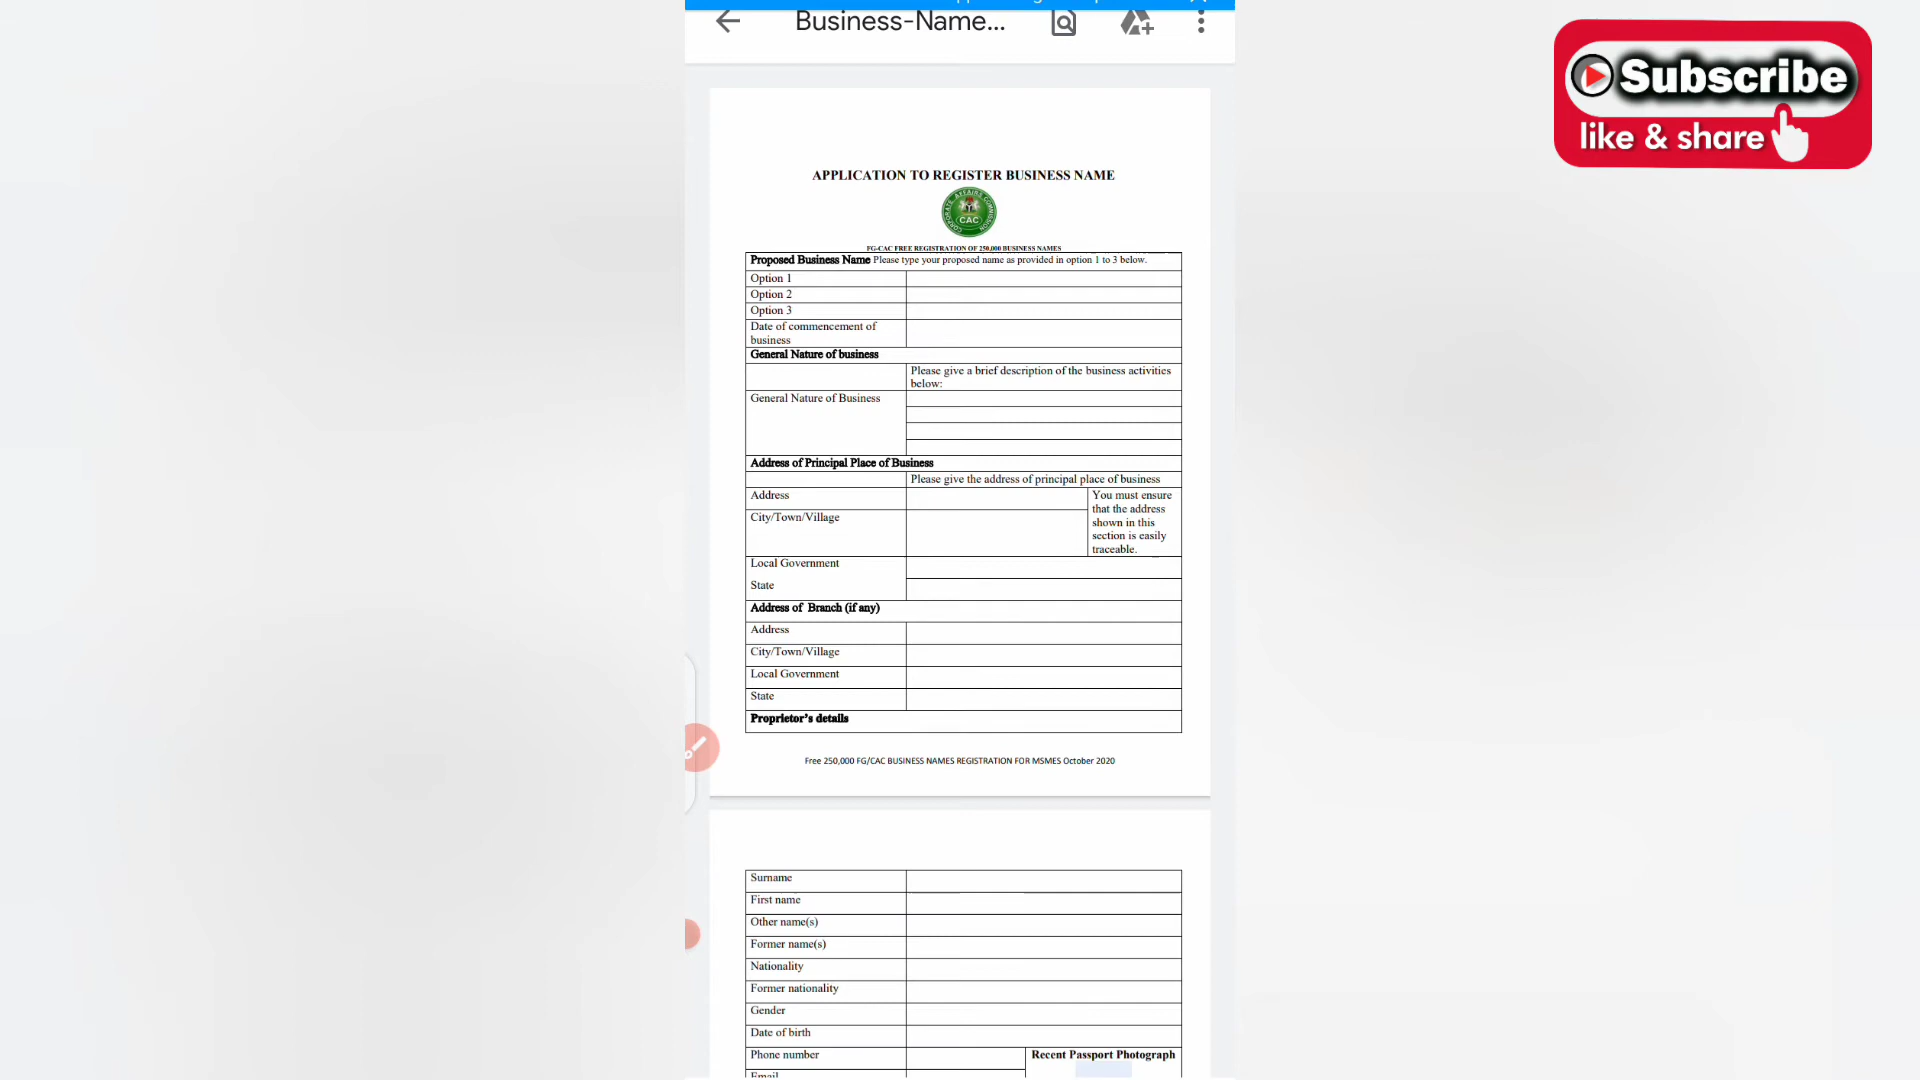 Business-Name...
Subscribe
like & share
APPLICATION TO REGISTER BUSINESS NAME
CORPORATE AFFAIRS COMMISSION
CAC
FG-CAC FREE REGISTRATION OF 250,000 BUSINESS NAMES
Proposed Business Name Please type your proposed name as provided in option 1 to 3 below.
Option 1
Option 2
Option 3
Date of commencement of
business
General Nature of business
Please give a brief description of the business activities
below:
General Nature of Business
Address of Principal Place of Business
Please give the address of principal place of business
Address
City/Town/Village
You must ensure
that the address
shown in this
section is easily
traceable.
Local Government
State
Address of Branch (if any)
Address
City/Town/Village
Local Government
State
Proprietor's details
Free 250,000 FG/CAC BUSINESS NAMES REGISTRATION FOR MSMES October 2020
Surname
First name
Other name(s)
Former name(s)
Nationality
Former nationality
Gender
Date of birth
Phone number
Recent Passport Photograph
Email